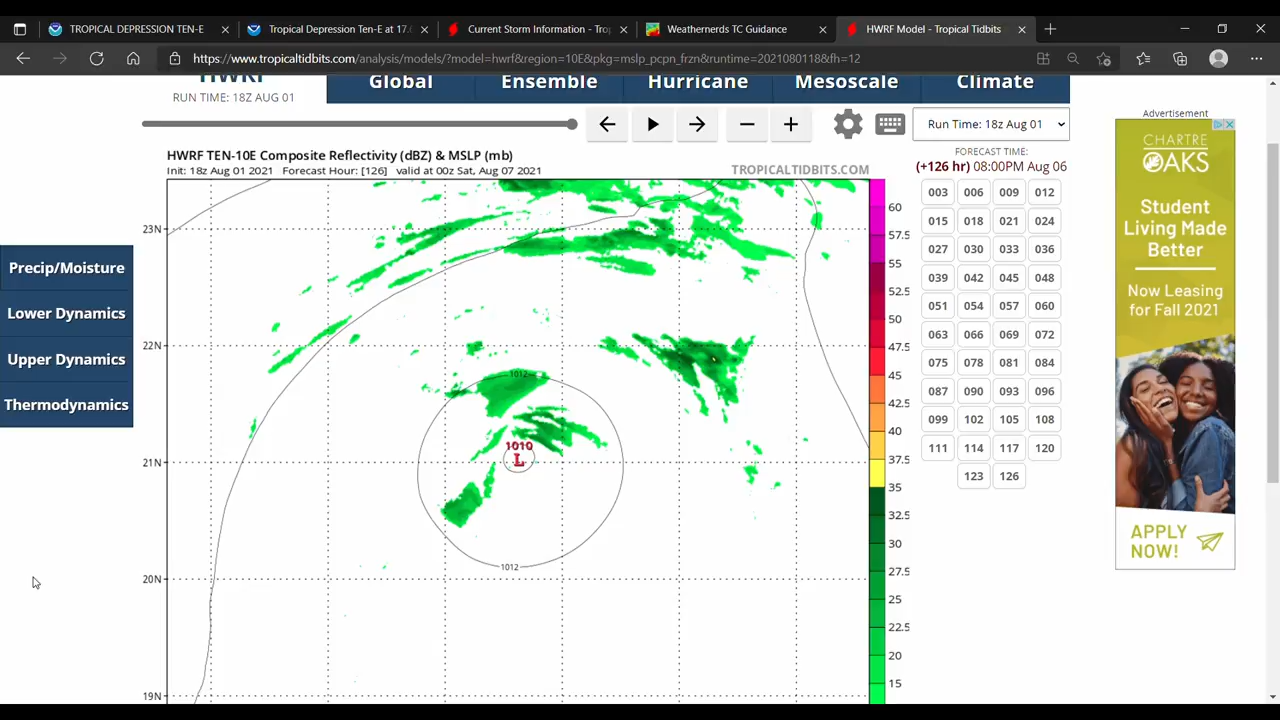 TROPICAL DEPRESSION TEN-E
Tropical Depression Ten-E at 17.0
Current Storm Information - Trop
Weathernerds TC Guidance
HWRF Model - Tropical Tidbits
https://www.tropicaltidbits.com/analysis/models/?model=hwrf&region=10E&pkg=mslp_pcpn_frzn&runtime=2021080118&fh=12
HWRF
Global
Ensemble
Hurricane
Mesoscale
Climate
RUN TIME: 18Z AUG 01
Run Time: 18z Aug 01
FORECAST TIME:
(+126 hr) 08:00PM Aug 06
003 006 009 012
015 018 021 024
027 030 033 036
039 042 045 048
051 054 057 060
063 066 069 072
075 078 081 084
087 090 093 096
099 102 105 108
111 114 117 120
123 126
HWRF TEN-10E Composite Reflectivity (dBZ) & MSLP (mb)
Init: 18z Aug 01 2021 Forecast Hour: [126] valid at 00z Sat, Aug 07 2021
TROPICALTIDBITS.COM
Precip/Moisture
Lower Dynamics
Upper Dynamics
Thermodynamics
23N
22N
21N
20N
19N
1012
1010
L
1012
60
57.5
55
52.5
50
47.5
45
42.5
40
37.5
35
32.5
30
27.5
25
22.5
20
15
Advertisement
CHARTRE
OAKS
Student
Living Made
Better
Now Leasing
for Fall 2021
APPLY
NOW!